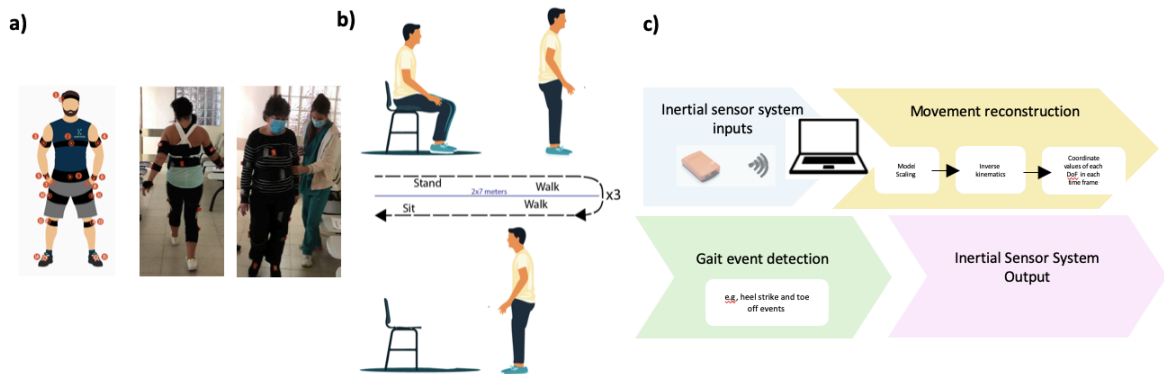 a)
b)
Stand
Walk
2x7 meters
x3
Sit
Walk
c)
Inertial sensor system
inputs
Movement reconstruction
Model
Scaling
Inverse
kinematics
Coordinate
values of each
DoF in each
time frame
Gait event detection
e.g, heel strike and toe
off events
Inertial Sensor System
Output